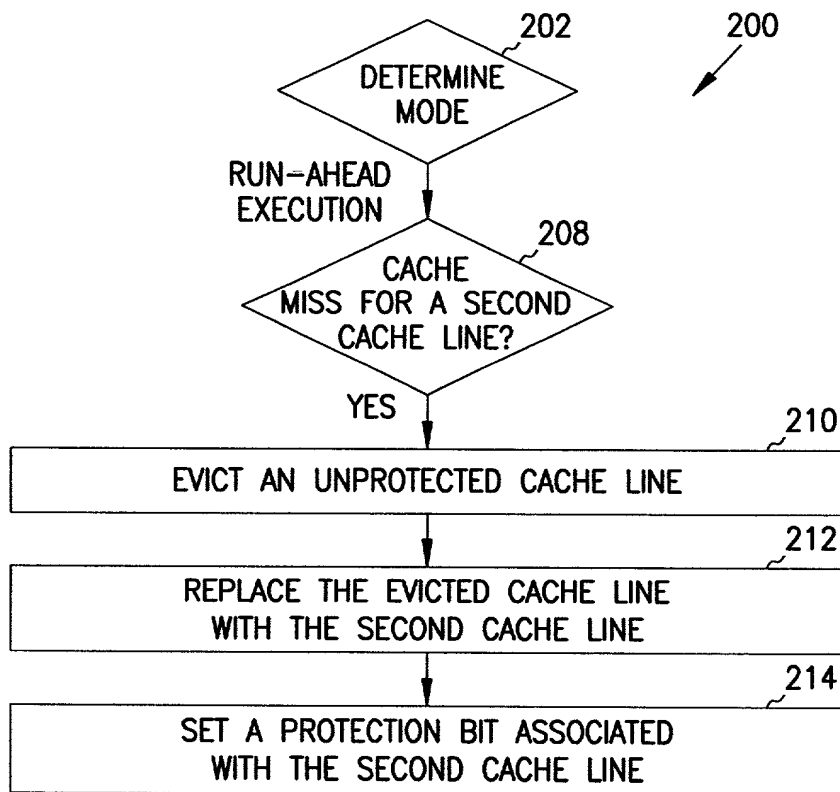 202
200
DETERMINE
MODE
RUN-AHEAD
EXECUTION
208
CACHE
MISS FOR A SECOND
CACHE LINE?
YES
210
EVICT AN UNPROTECTED CACHE LINE
212
REPLACE THE EVICTED CACHE LINE
WITH THE SECOND CACHE LINE
214
SET A PROTECTION BIT ASSOCIATED
WITH THE SECOND CACHE LINE